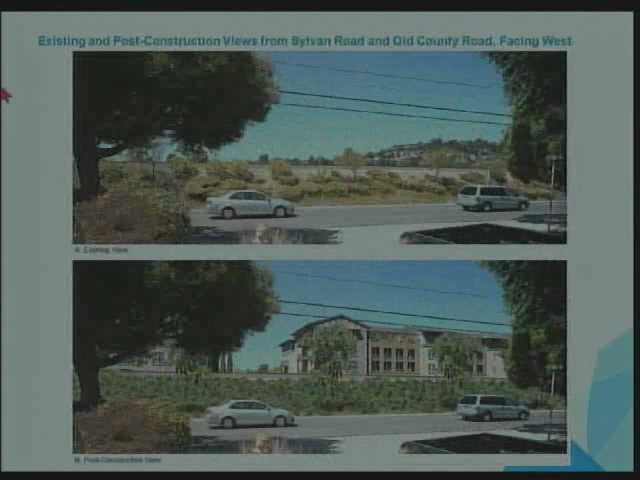 Existing and Post-Construction Views from Sylvan Road and Old County Road, Facing West
Existing View
Post-Construction View